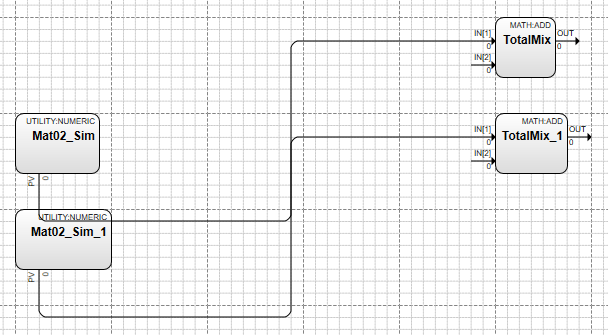 MATH:ADD
TotalMix
IN[1]
0
IN[2]
0
OUT
0
UTILITY:NUMERIC
Mat02_Sim
PV
0
MATH:ADD
TotalMix_1
IN[1]
0
IN[2]
0
OUT
0
UTILITY:NUMERIC
Mat02_Sim_1
PV
0